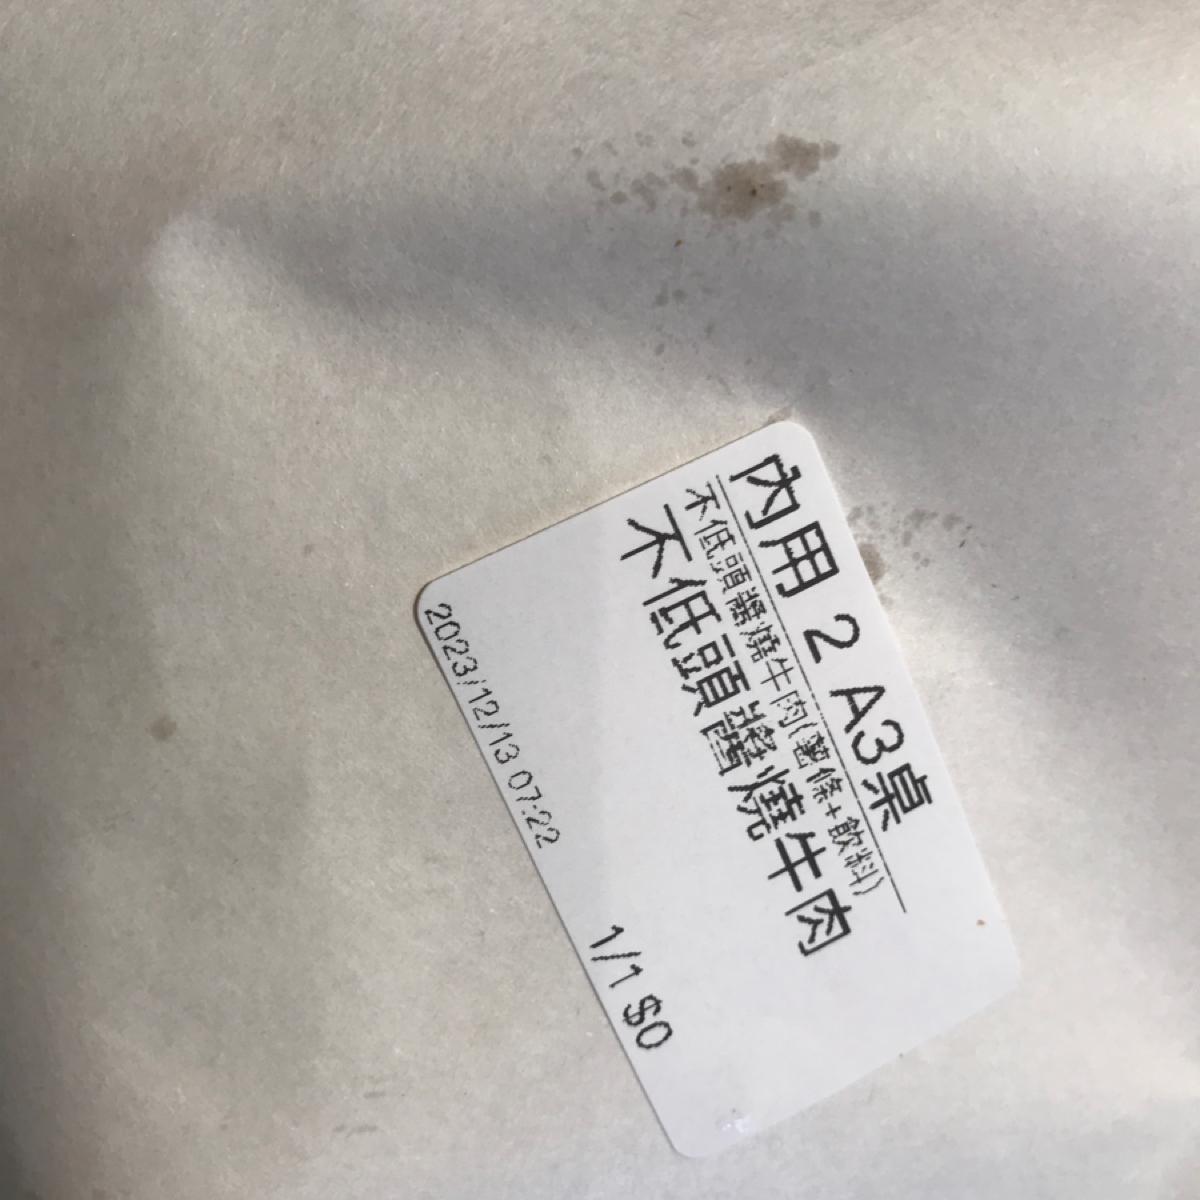 內用 2 A3桌
不低頭醬燒牛肉(薯條+飲料)
不低頭醬燒牛肉
1/1 $0
2023/12/13 07:22